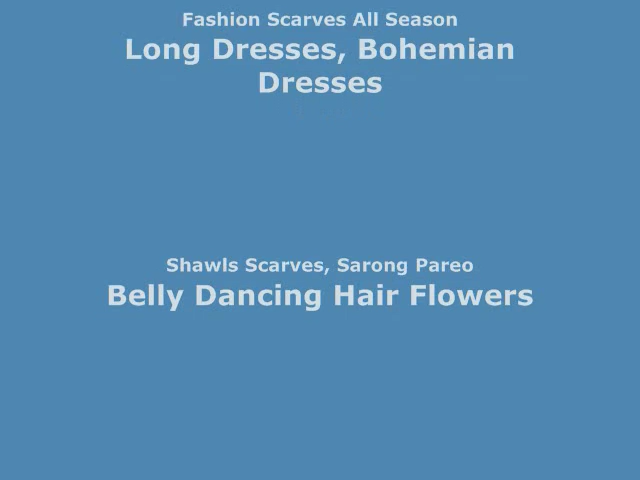 Fashion Scarves All Season
Long Dresses, Bohemian
Dresses
Shawls Scarves, Sarong Pareo
Belly Dancing Hair Flowers